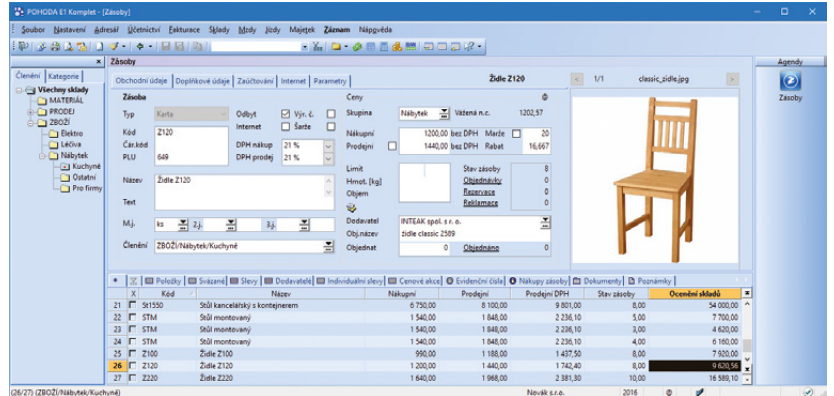 POHODA E1 Komplet - [Zásoby]
Soubor Nastavení Adresář Účetnictví Fakturace Sklady Mzdy Jízdy Majetek Záznam Nápověda
Zásoby
Agendy
Členění Kategorie
Obchodní údaje Doplňkové údaje Zaúčtování Internet Parametry Židle Z120
1/1 classic_zidle.jpg
Zásoby
Všechny sklady
MATERIÁL
PRODEJ
ZBOŽÍ
Elektro
Léčiva
Nábytek
Kuchyně
Ostatní
Pro firmy
Zásoba
Typ Karta Odbyt Výr. č.
Kód Z120 Internet Šarže
Čár.kód DPH nákup 21 %
PLU 649 DPH prodej 21 %
Název Židle Z120
Text
M.j. ks 2.j. 3.j.
Členění ZBOŽÍ/Nábytek/Kuchyně
Ceny
Skupina Nábytek Vážená n.c. 1202,57
Nákupní 1200,00 bez DPH Marže 20
Prodejní 1440,00 bez DPH Rabat 16,667
Limit Stav zásoby 8
Hmot. [kg] Objednávky 0
Objem Rezervace 0
Reklamace 0
Dodavatel INTEAK spol. s r. o.
Obj.název židle classic 2589
Objednat 0 Objednáno 0
Položky Svázané Slevy Dodavatelé Individuální slevy Cenové akce Evidenční čísla Nákupy zásoby Dokumenty Poznámky
X Kód Název Nákupní Prodejní Prodejní DPH Stav zásoby Ocenění skladů
21 St1550 Stůl kancelářský s kontejnerem 6 750,00 8 100,00 9 801,00 8,00 54 000,00
22 STM Stůl montovaný 1 540,00 1 848,00 2 236,10 5,00 7 700,00
23 STM Stůl montovaný 1 540,00 1 848,00 2 236,10 3,00 4 620,00
24 STM Stůl montovaný 1 540,00 1 848,00 2 236,10 4,00 6 160,00
25 Z100 Židle Z100 990,00 1 188,00 1 437,50 8,00 7 920,00
26 Z120 Židle Z120 1 200,00 1 440,00 1 742,40 8,00 9 620,56
27 Z220 Židle Z220 1 640,00 1 968,00 2 381,30 10,00 16 589,10
(26/27) (ZBOŽÍ/Nábytek/Kuchyně) Novák s.r.o. 2016